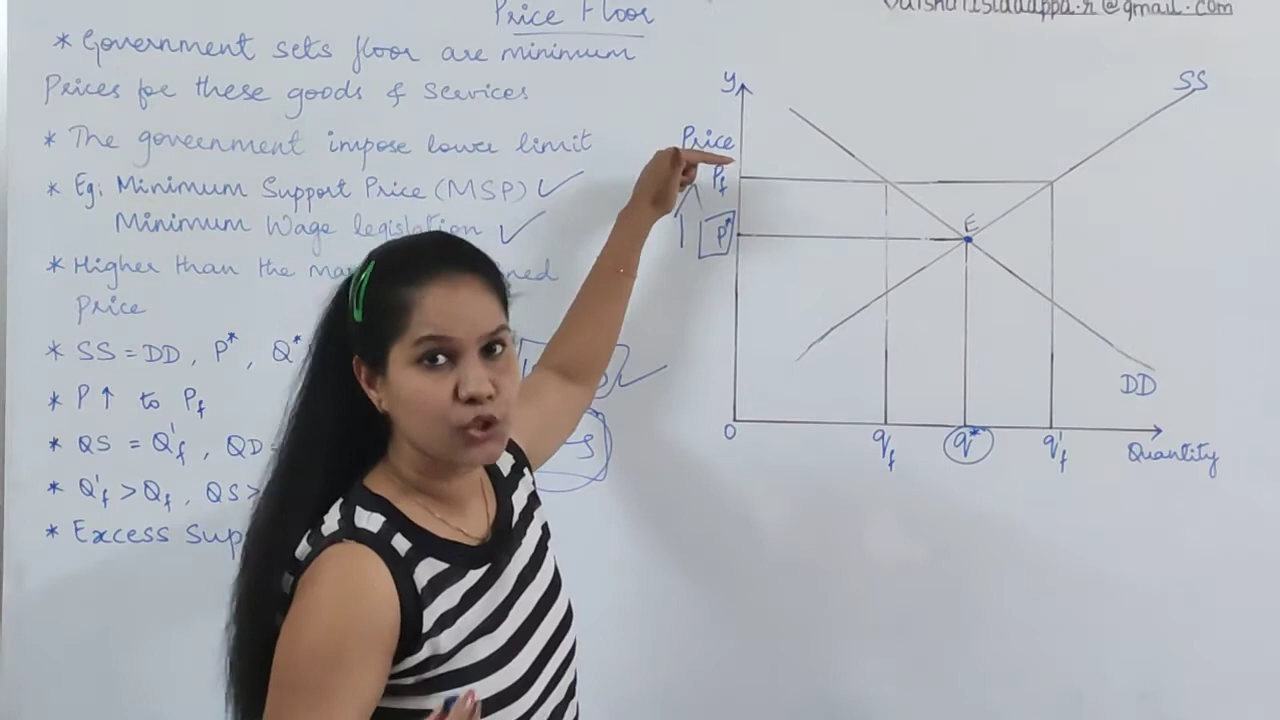 Price Floor
* Government sets floor are minimum
Prices for these goods & services
* The government impose lower limit
* Eg: Minimum Support Price (MSP) ✓
Minimum Wage legislation ✓
* Higher than the
Price
* SS = DD, P*, Q*
* P ↑ to Pf
* QS = Q'f, QD
* Q'f > Qf, QS >
* Excess
@gmail.com
y
SS
Price
Pf
P*
E
DD
0
qf
q*
q'f
Quantity